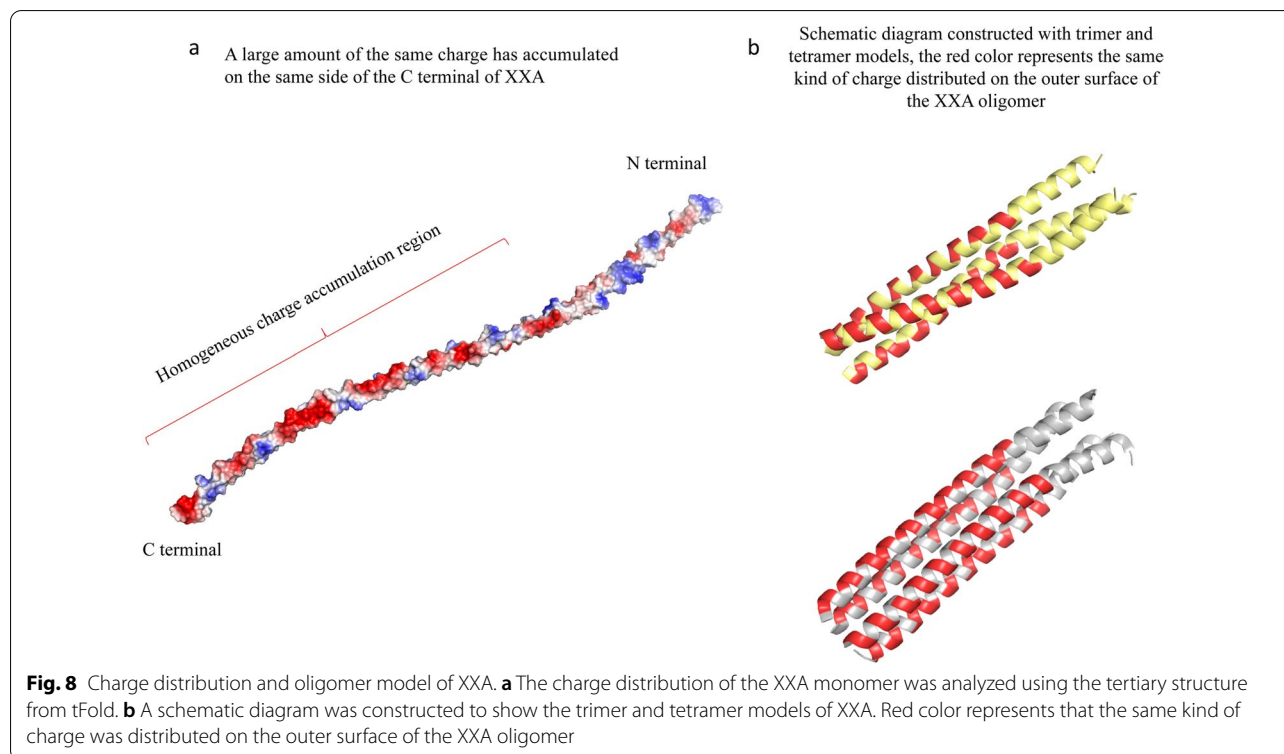 a
A large amount of the same charge has accumulated
on the same side of the C terminal of XXA
b
Schematic diagram constructed with trimer and
tetramer models, the red color represents the same
kind of charge distributed on the outer surface of
the XXA oligomer
N terminal
Homogeneous charge accumulation region
C terminal
Fig. 8 Charge distribution and oligomer model of XXA. a The charge distribution of the XXA monomer was analyzed using the tertiary structure
from tFold. b A schematic diagram was constructed to show the trimer and tetramer models of XXA. Red color represents that the same kind of
charge was distributed on the outer surface of the XXA oligomer